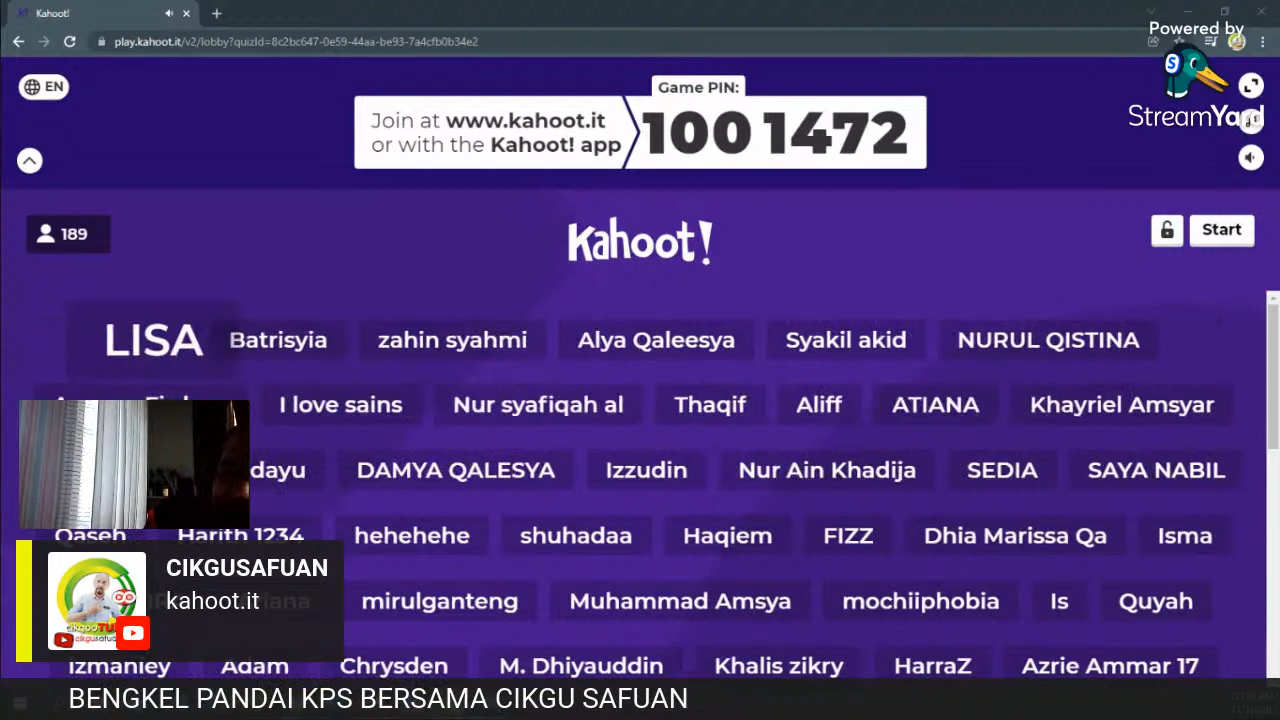 Kahoot!
play.kahoot.it/v2/lobby?quizId=8c2bc647-0e59-44aa-be93-7a4cfb0b34e2
Powered by
StreamYard
EN
Join at www.kahoot.it
or with the Kahoot! app
Game PIN:
100 1472
189
Kahoot!
Start
LISA Batrisyia zahin syahmi Alya Qaleesya Syakil akid NURUL QISTINA
I love sains Nur syafiqah al Thaqif Aliff ATIANA Khayriel Amsyar
dayu DAMYA QALESYA Izzudin Nur Ain Khadija SEDIA SAYA NABIL
Qaseh Harith 1234 hehehehe shuhadaa Haqiem FIZZ Dhia Marissa Qa Isma
mirulganteng Muhammad Amsya mochiiphobia Is Quyah
izmanley Adam Chrysden M. Dhiyauddin Khalis zikry HarraZ Azrie Ammar 17
CIKGUSAFUAN
kahoot.it
BENGKEL PANDAI KPS BERSAMA CIKGU SAFUAN